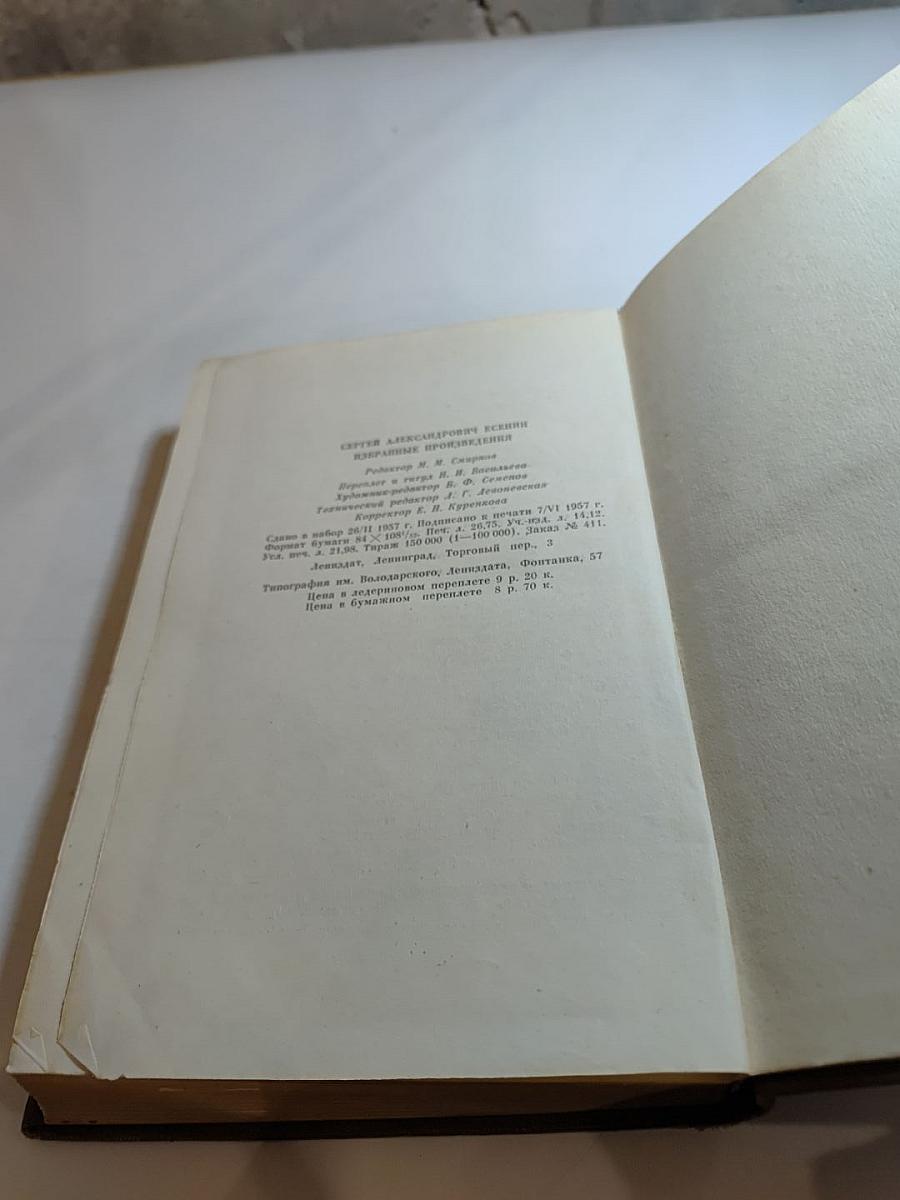 СЕРГЕЙ АЛЕКСАНДРОВИЧ ЕСЕНИН
ИЗБРАННЫЕ ПРОИЗВЕДЕНИЯ
Редактор М. М. Смирнов
Переплет и титул Н. И. Васильева
Художник-редактор В. Ф. Семенов
Технический редактор Л. Г. Левоневская
Корректор Е. Н. Куренкова
Сдано в набор 26/II 1957 г. Подписано к печати 7/VI 1957 г.
Формат бумаги 84 × 108¹/₃₂. Печ. л. 26,75. Уч.-изд. л. 14,12.
Усл. печ. л. 21,98. Тираж 150 000 (1—100 000). Заказ № 411.
Лениздат, Ленинград, Торговый пер., 3
Типография им. Володарского, Лениздата, Фонтанка, 57
Цена в ледериновом переплете 9 р. 20 к.
Цена в бумажном переплете 8 р. 70 к.